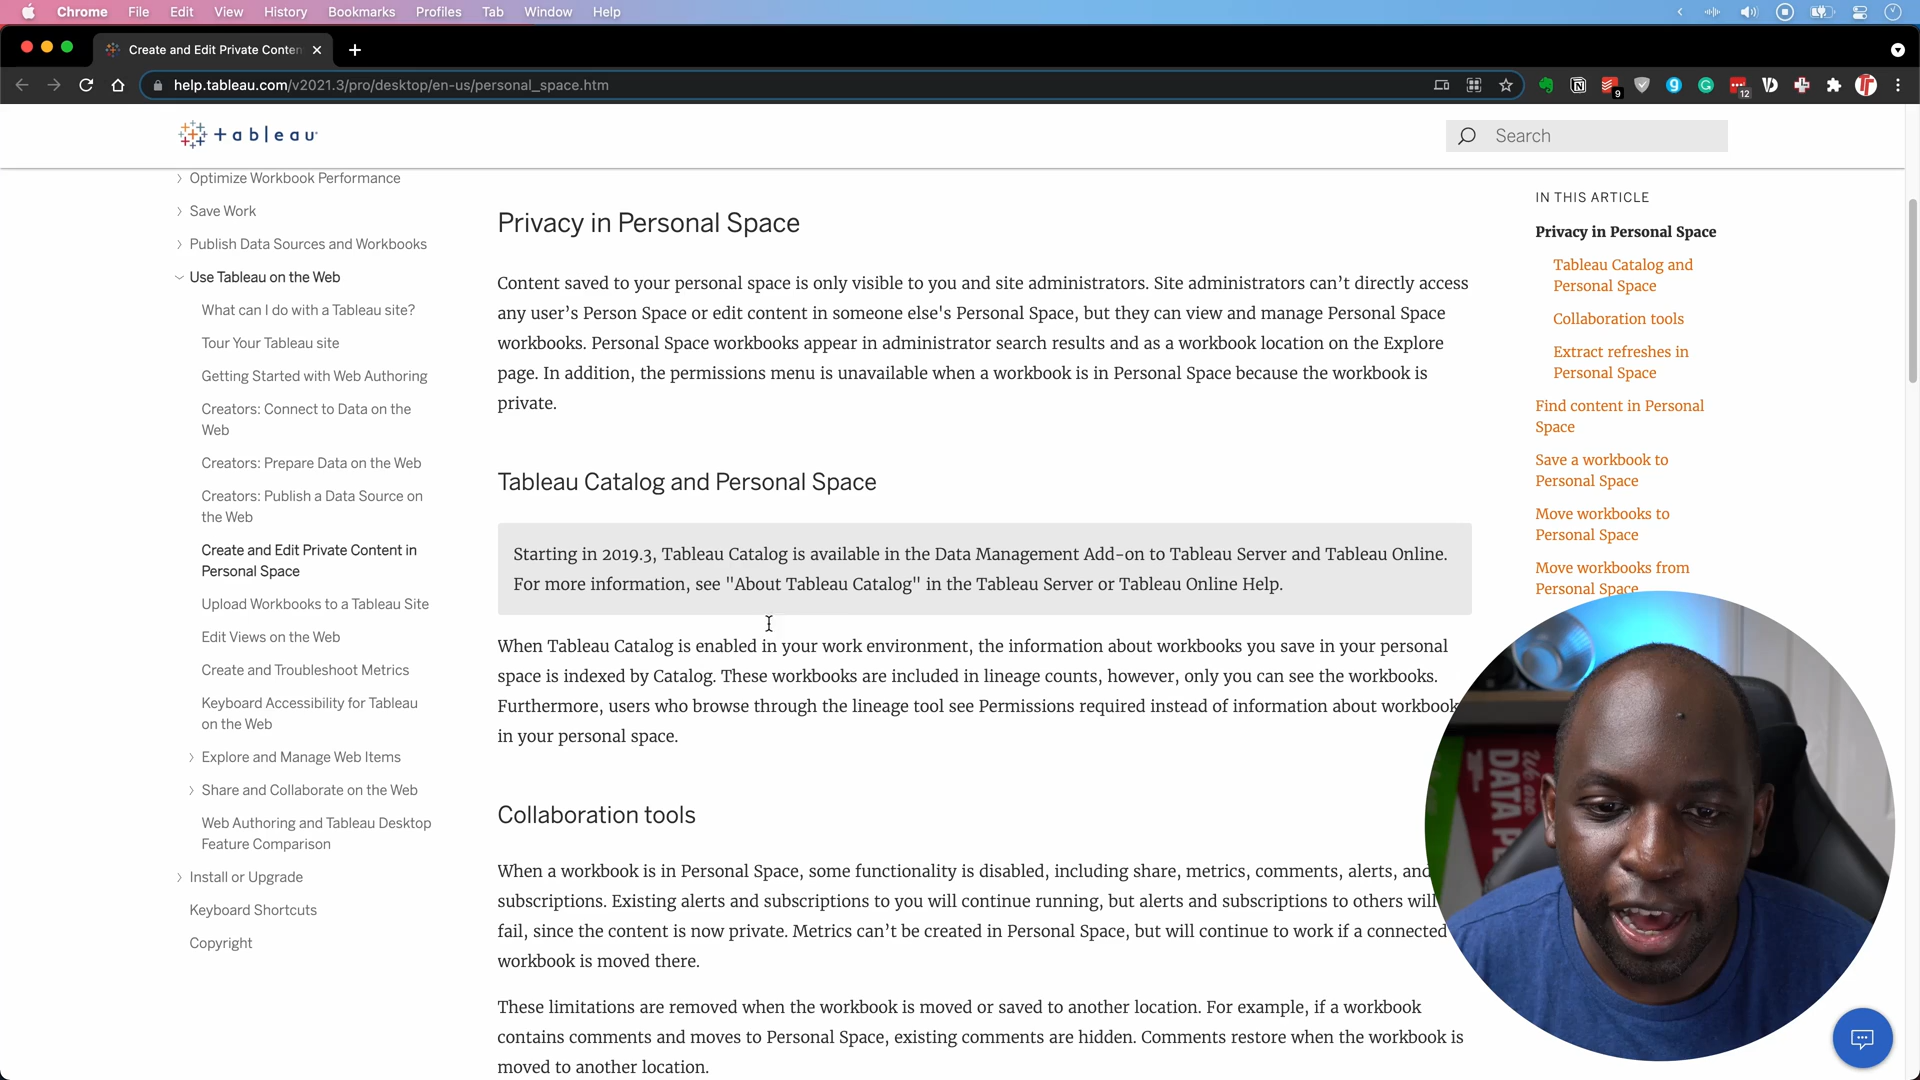 Chrome File Edit View History Bookmarks Profiles Tab Window Help
Create and Edit Private Conten
help.tableau.com/v2021.3/pro/desktop/en-us/personal_space.htm
9
12
+ableau
Search
Optimize Workbook Performance
Save Work
Publish Data Sources and Workbooks
Use Tableau on the Web
What can I do with a Tableau site?
Tour Your Tableau site
Getting Started with Web Authoring
Creators: Connect to Data on the
Web
Creators: Prepare Data on the Web
Creators: Publish a Data Source on
the Web
Create and Edit Private Content in
Personal Space
Upload Workbooks to a Tableau Site
Edit Views on the Web
Create and Troubleshoot Metrics
Keyboard Accessibility for Tableau
on the Web
Explore and Manage Web Items
Share and Collaborate on the Web
Web Authoring and Tableau Desktop
Feature Comparison
Install or Upgrade
Keyboard Shortcuts
Copyright
Privacy in Personal Space
Content saved to your personal space is only visible to you and site administrators. Site administrators can’t directly access
any user’s Person Space or edit content in someone else's Personal Space, but they can view and manage Personal Space
workbooks. Personal Space workbooks appear in administrator search results and as a workbook location on the Explore
page. In addition, the permissions menu is unavailable when a workbook is in Personal Space because the workbook is
private.
Tableau Catalog and Personal Space
Starting in 2019.3, Tableau Catalog is available in the Data Management Add-on to Tableau Server and Tableau Online.
For more information, see "About Tableau Catalog" in the Tableau Server or Tableau Online Help.
When Tableau Catalog is enabled in your work environment, the information about workbooks you save in your personal
space is indexed by Catalog. These workbooks are included in lineage counts, however, only you can see the workbooks.
Furthermore, users who browse through the lineage tool see Permissions required instead of information about workbook
in your personal space.
Collaboration tools
When a workbook is in Personal Space, some functionality is disabled, including share, metrics, comments, alerts, and
subscriptions. Existing alerts and subscriptions to you will continue running, but alerts and subscriptions to others will
fail, since the content is now private. Metrics can’t be created in Personal Space, but will continue to work if a connected
workbook is moved there.
These limitations are removed when the workbook is moved or saved to another location. For example, if a workbook
contains comments and moves to Personal Space, existing comments are hidden. Comments restore when the workbook is
moved to another location.
IN THIS ARTICLE
Privacy in Personal Space
Tableau Catalog and
Personal Space
Collaboration tools
Extract refreshes in
Personal Space
Find content in Personal
Space
Save a workbook to
Personal Space
Move workbooks to
Personal Space
Move workbooks from
Personal Space
We are
DATA